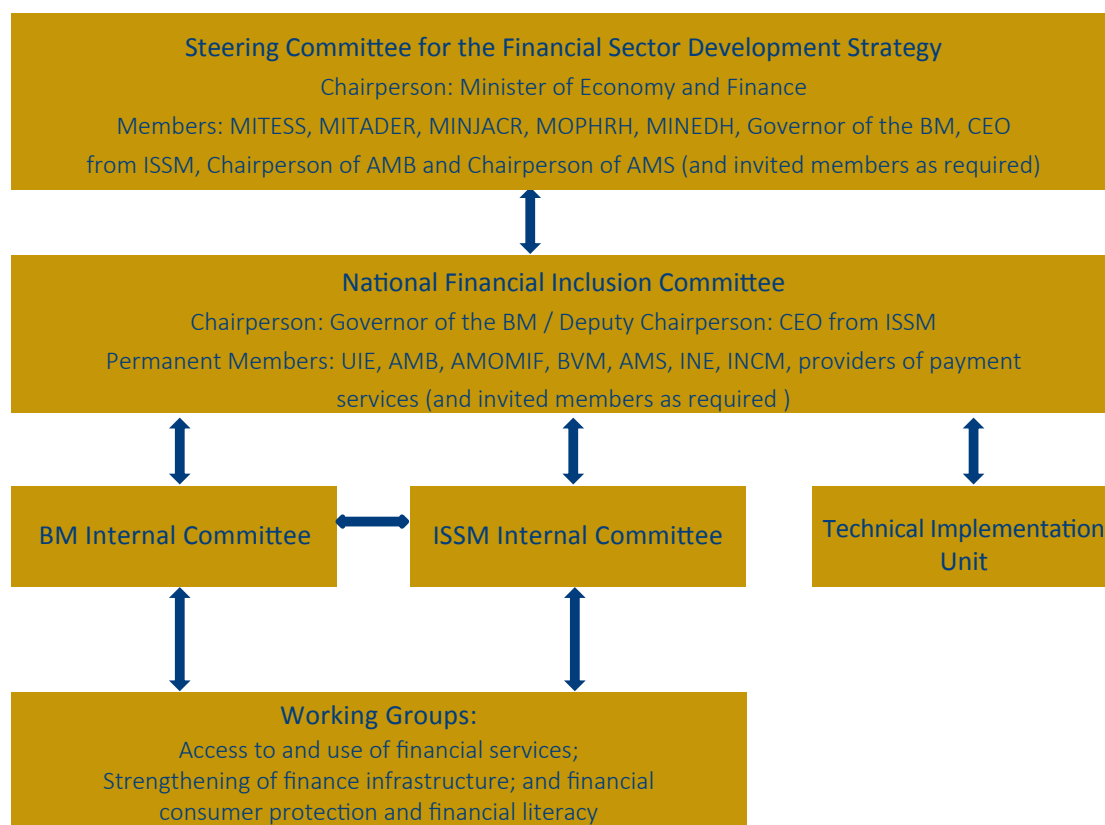 Steering Committee for the Financial Sector Development Strategy
Chairperson: Minister of Economy and Finance
Members: MITESS, MITADER, MINJACR, MOPHRH, MINEDH, Governor of the BM, CEO
from ISSM, Chairperson of AMB and Chairperson of AMS (and invited members as required)
National Financial Inclusion Committee
Chairperson: Governor of the BM / Deputy Chairperson: CEO from ISSM
Permanent Members: UIE, AMB, AMOMIF, BVM, AMS, INE, INCM, providers of payment
services (and invited members as required )
BM Internal Committee
ISSM Internal Committee
Technical Implementation
Unit
Working Groups:
Access to and use of financial services;
Strengthening of finance infrastructure; and financial
consumer protection and financial literacy